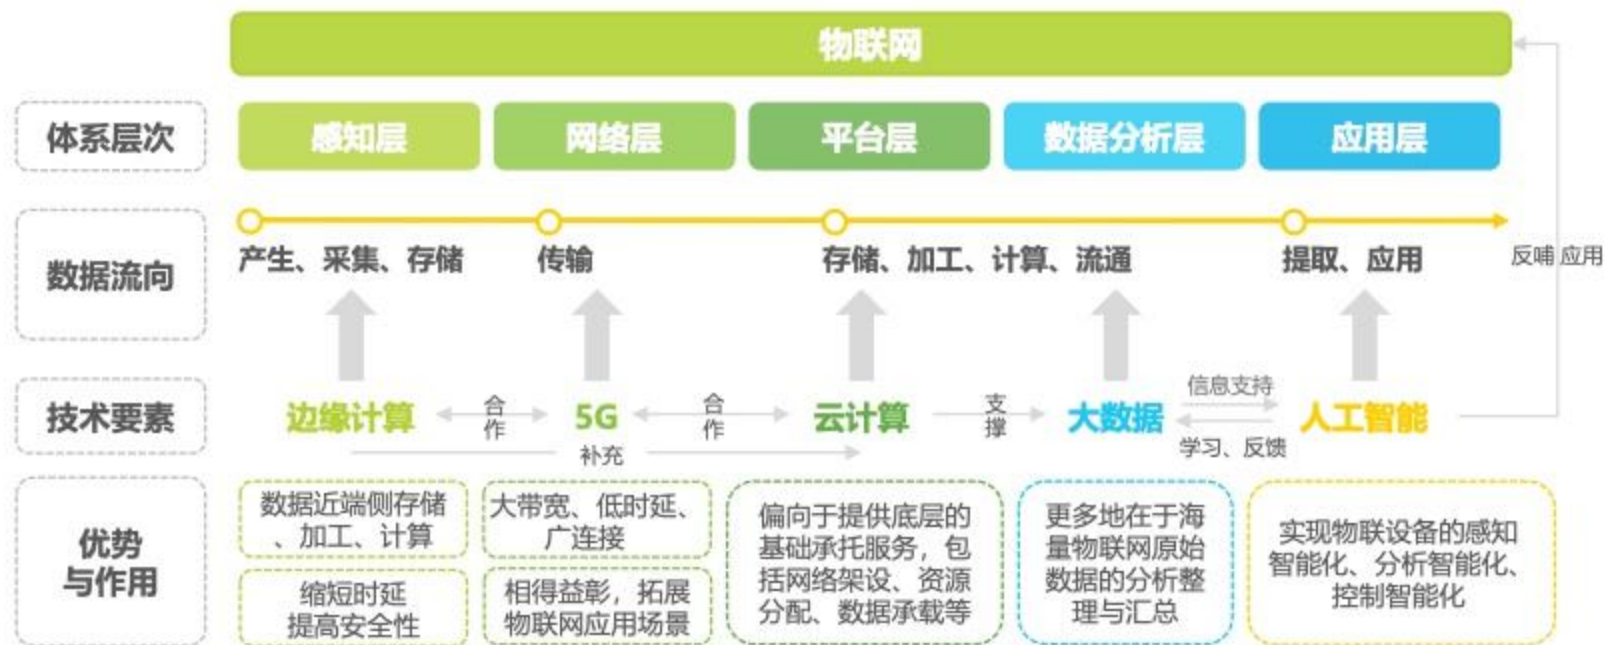 物联网
体系层次
感知层
网络层
平台层
数据分析层
应用层
数据流向
产生、采集、存储
传输
存储、加工、计算、流通
提取、应用
反哺 应用
技术要素
边缘计算
合
作
5G
合
作
云计算
支
撑
大数据
信息支持
学习、反馈
人工智能
补充
优势
与作用
数据近端侧存储
、加工、计算
缩短时延
提高安全性
大带宽、低时延、
广连接
相得益彰，拓展
物联网应用场景
偏向于提供底层的
基础承托服务，包
括网络架设、资源
分配、数据承载等
更多地在于海
量物联网原始
数据的分析整
理与汇总
实现物联设备的感知
智能化、分析智能化、
控制智能化